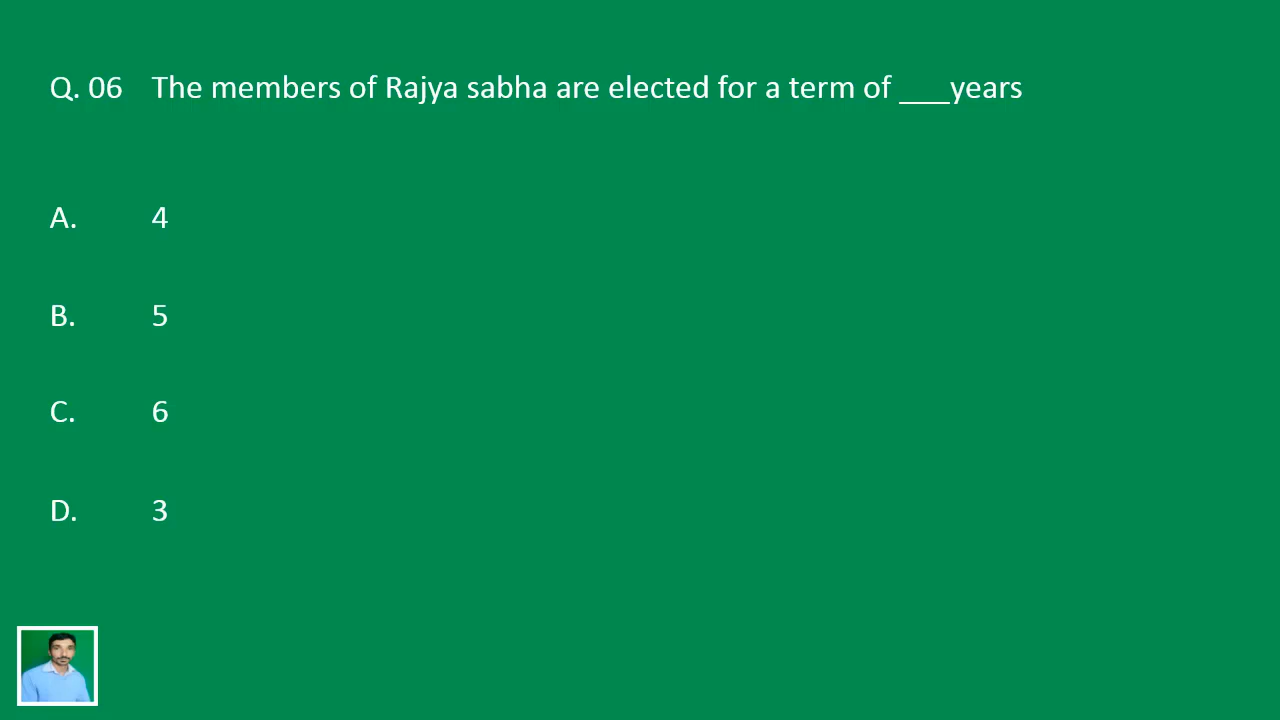 Q. 06 The members of Rajya sabha are elected for a term of ___years
A. 4
B. 5
C. 6
D. 3